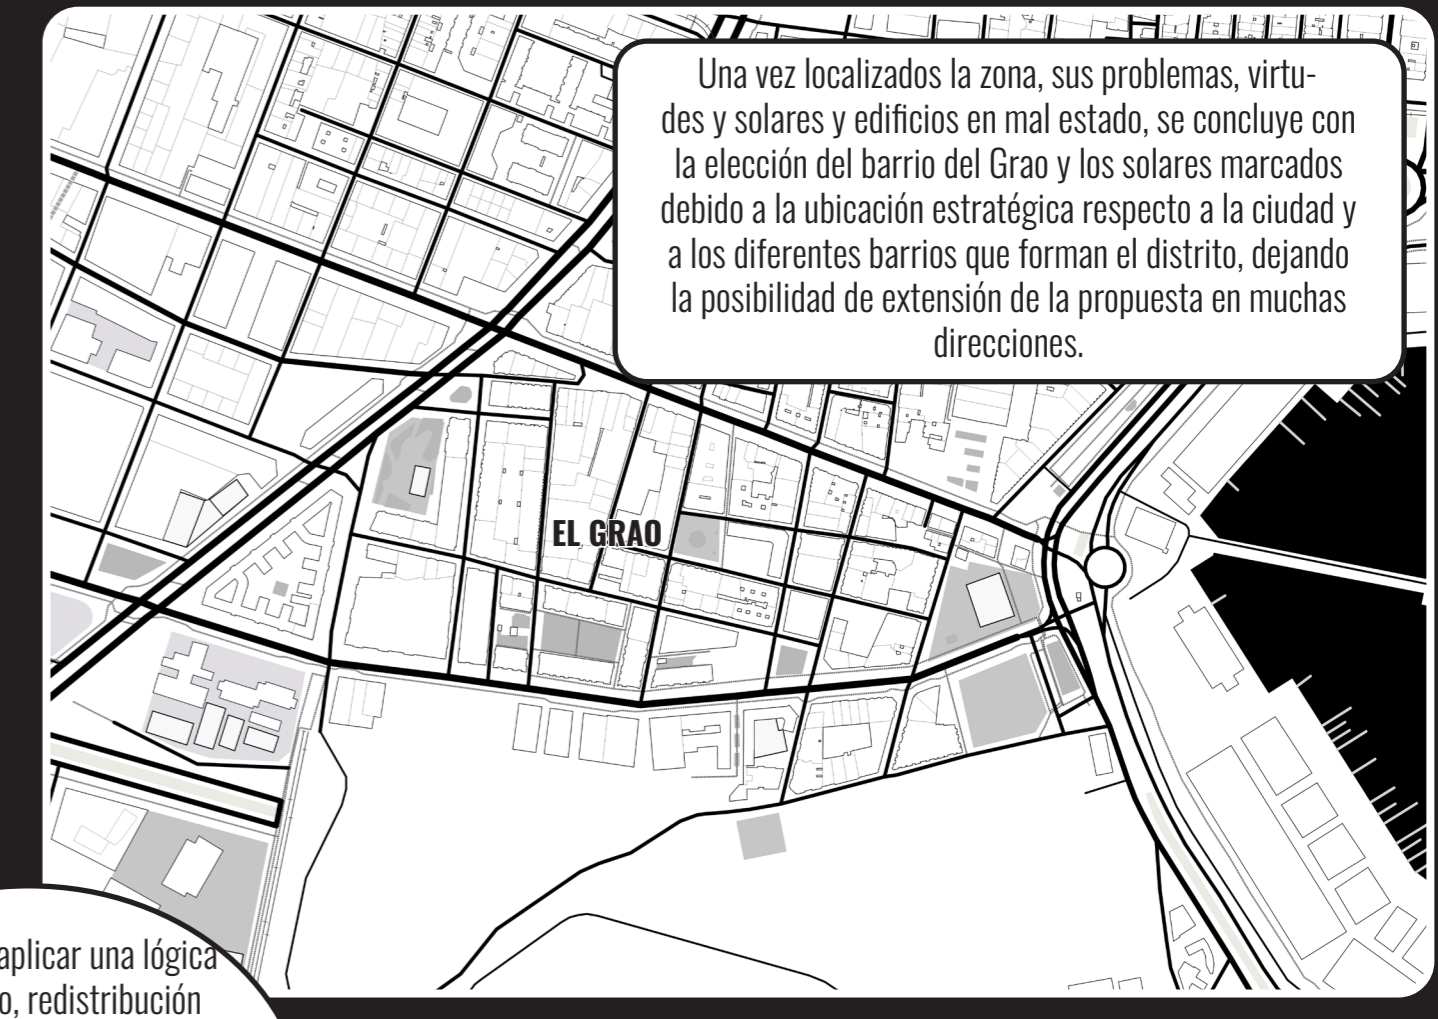 Una vez localizados la zona, sus problemas, virtu-
des y solares y edificios en mal estado, se concluye con
la elección del barrio del Grao y los solares marcados
debido a la ubicación estratégica respecto a la ciudad y
a los diferentes barrios que forman el distrito, dejando
la posibilidad de extensión de la propuesta en muchas
direcciones.
EL GRAO
aplicar una lógica
o, redistribución